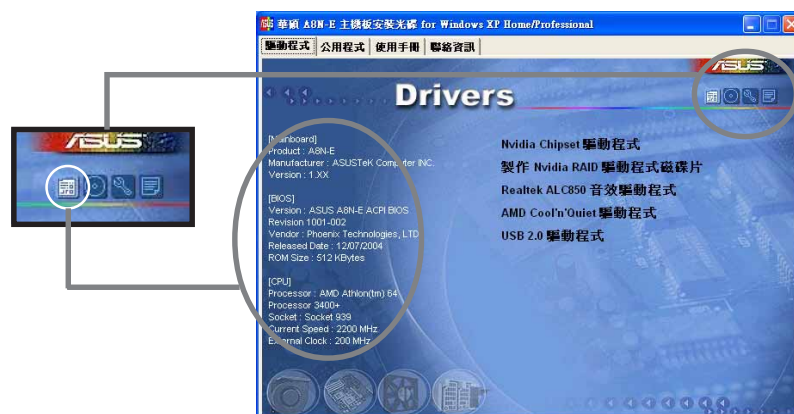 華碩 A8N-E 主機板安裝光碟 for Windows XP Home/Professional
驅動程式 公用程式 使用手冊 聯絡資訊
ASUS
Drivers
ASUS
[Mainboard]
Product : A8N-E
Manufacturer : ASUSTeK Computer INC.
Version : 1.XX
[BIOS]
Version : ASUS A8N-E ACPI BIOS
Revision 1001-002
Vendor : Phoenix Technologies, LTD
Released Date : 12/07/2004
ROM Size : 512 KBytes
[CPU]
Processor : AMD Athlon(tm) 64
Processor 3400+
Socket : Socket 939
Current Speed : 2200 MHz
External Clock : 200 MHz
Nvidia Chipset 驅動程式
製作 Nvidia RAID 驅動程式磁碟片
Realtek ALC850 音效驅動程式
AMD Cool'n'Quiet 驅動程式
USB 2.0 驅動程式